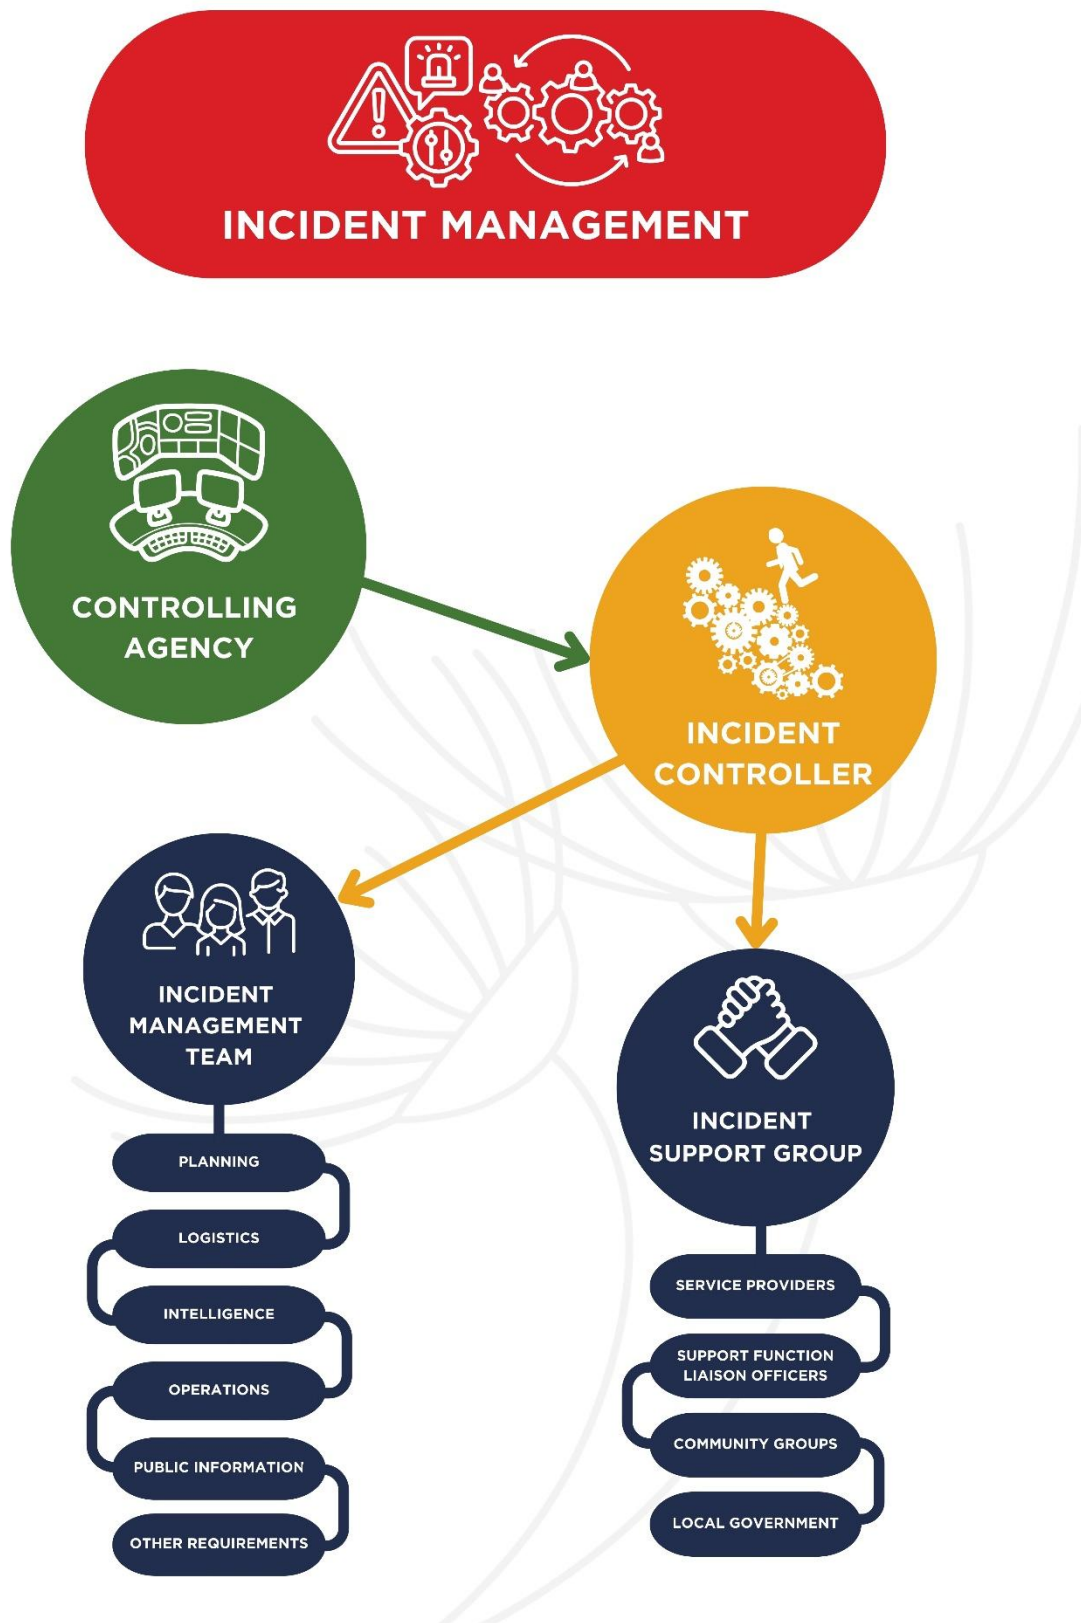 INCIDENT MANAGEMENT
CONTROLLING
AGENCY
INCIDENT
CONTROLLER
INCIDENT
MANAGEMENT
TEAM
PLANNING
LOGISTICS
INTELLIGENCE
OPERATIONS
PUBLIC INFORMATION
OTHER REQUIREMENTS
INCIDENT
SUPPORT GROUP
SERVICE PROVIDERS
SUPPORT FUNCTION
LIAISON OFFICERS
COMMUNITY GROUPS
LOCAL GOVERNMENT